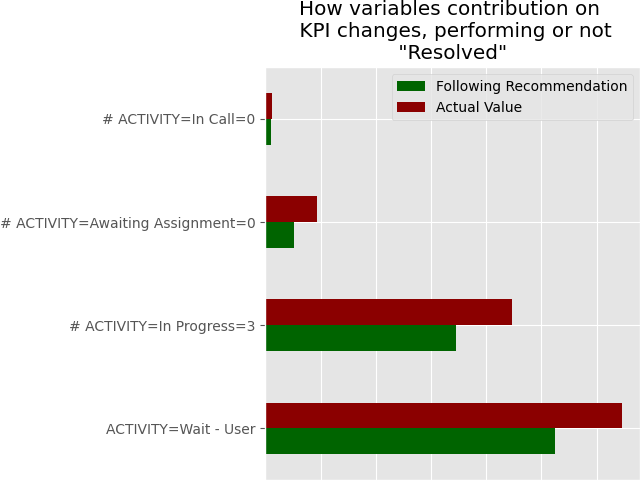 How variables contribution on
KPI changes, performing or not
"Resolved"
Following Recommendation
Actual Value
# ACTIVITY=In Call=0
# ACTIVITY=Awaiting Assignment=0
# ACTIVITY=In Progress=3
ACTIVITY=Wait - User